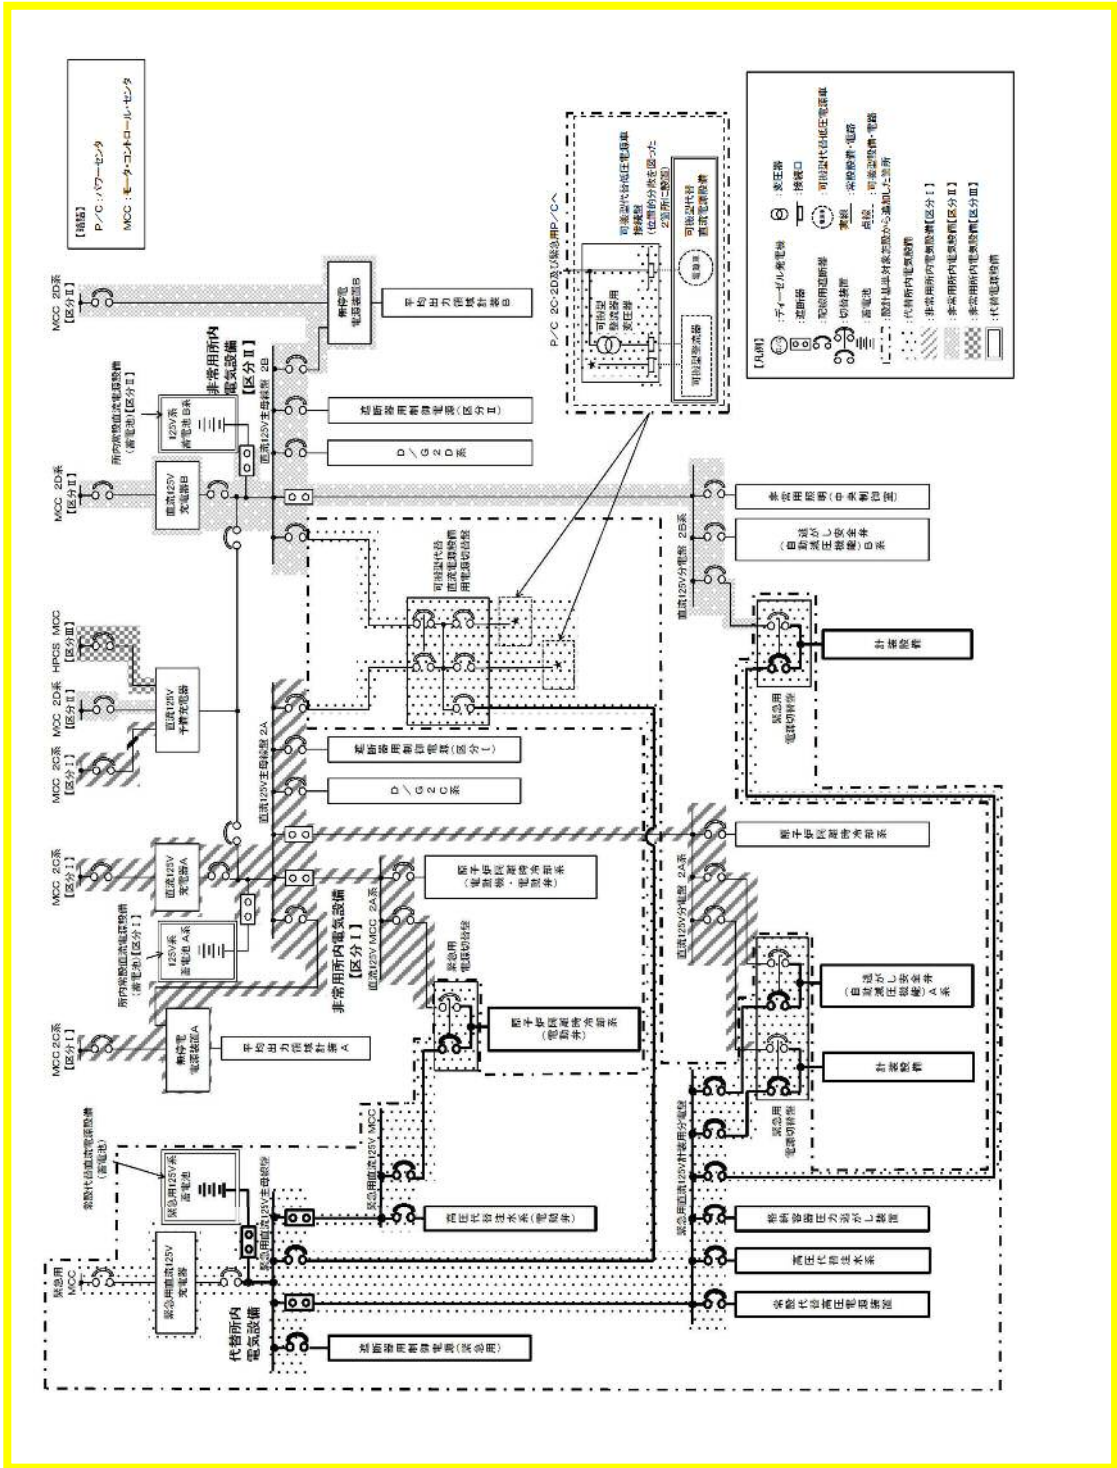 【略語】
P/C:パワーセンタ
MCC:モータ・コントロール・センタ
緊急用
MCC
MCC 2C系
【区分Ⅰ】
MCC 2C系
【区分Ⅰ】
MCC 2C系
【区分Ⅰ】
MCC 2D系
【区分Ⅱ】
HPCS MCC
【区分Ⅲ】
MCC 2D系
【区分Ⅱ】
MCC 2D系
【区分Ⅱ】
常設代替直流電源設備
(蓄電池)
所内常設直流電源設備
(蓄電池)【区分Ⅰ】
所内常設直流電源設備
(蓄電池)【区分Ⅱ】
緊急用直流125V
充電器
緊急用125V系
蓄電池
無停電
電源装置A
125V系
蓄電池A系
直流125V
充電器A
直流125V
予備充電器
直流125V
充電器B
125V系
蓄電池B系
無停電
電源装置B
平均出力領域計装A
平均出力領域計装B
代替所内
電気設備
緊急用直流125V主母線盤
非常用所内電気設備
【区分Ⅰ】
直流125V主母線盤 2A
非常用所内
電気設備
【区分Ⅱ】
直流125V主母線盤 2B
遮断器用制御電源(緊急用)
D/G2C系
遮断器用制御電源(区分Ⅰ)
D/G2D系
遮断器用制御電源(区分Ⅱ)
緊急用直流125V MCC
高圧代替注水系(電動弁)
直流125V MCC 2A系
原子炉隔離時冷却系
(電動機・電動弁)
緊急用
電源切替盤
原子炉隔離時冷却系
(電動弁)
可搬型代替
直流電源設備
用電源切替盤
P/C 2C・2D及び緊急用P/Cへ
可搬型
整流器用
変圧器
可搬型整流器
電源車
可搬型代替低圧電源車
接続盤
(位置的分散を図った
2箇所に設置)
可搬型代替
直流電源設備
緊急用直流125V計装用分電盤
常設代替高圧電源装置
高圧代替注水系
格納容器圧力逃がし装置
緊急用
電源切替盤
計装設備
逃がし安全弁
(自動減圧機能)A系
直流125V分電盤 2A系
原子炉隔離時冷却系
直流125V分電盤 2B系
緊急用
電源切替盤
計装設備
逃がし安全弁
(自動減圧機能)B系
非常用照明(中央制御室)
【凡例】
:ディーゼル発電機
:遮断器
:配線用遮断器
:切替装置
:蓄電池
:変圧器
:接続口
:可搬型代替低圧電源車
実線:常設設備・電路
点線:可搬型設備・電路
:設計基準対象施設から追加した箇所
:代替所内電気設備
:非常用所内電気設備【区分Ⅰ】
:非常用所内電気設備【区分Ⅱ】
:非常用所内電気設備【区分Ⅲ】
:代替電源設備